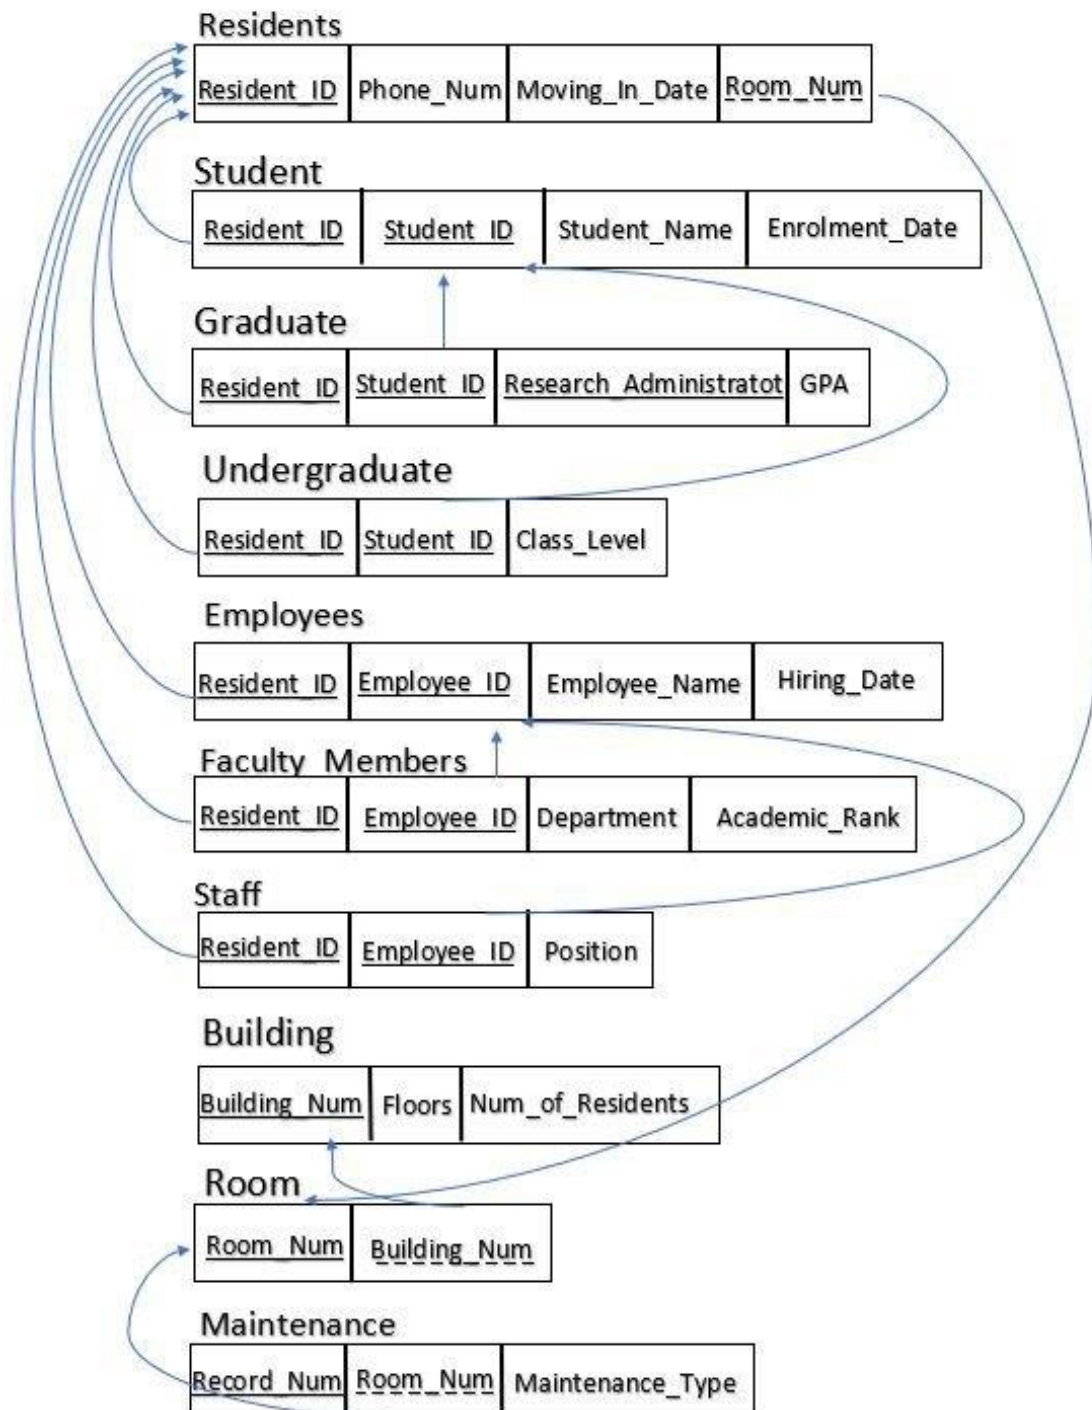 Residents
Resident_ID Phone_Num Moving_In_Date Room_Num
Student
Resident_ID Student_ID Student_Name Enrolment_Date
Graduate
Resident_ID Student_ID Research_Administratot GPA
Undergraduate
Resident_ID Student_ID Class_Level
Employees
Resident_ID Employee_ID Employee_Name Hiring_Date
Faculty_Members
Resident_ID Employee_ID Department Academic_Rank
Staff
Resident_ID Employee_ID Position
Building
Building_Num Floors Num_of_Residents
Room
Room_Num Building_Num
Maintenance
Record_Num Room_Num Maintenance_Type